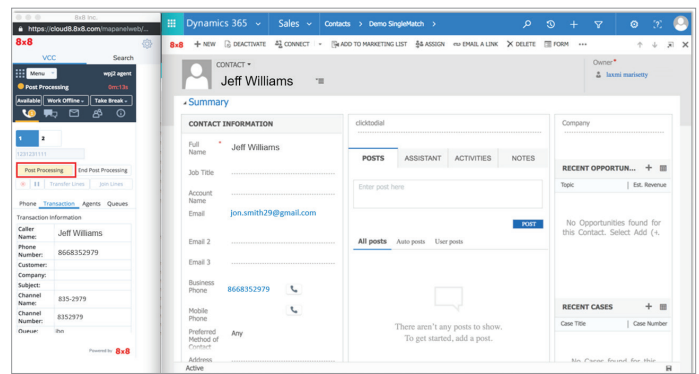 8x8 Inc.
https://cloud8.8x8.com/mapanelweb/...
8x8
VCC Search
Menu wpj2 agent
Post Processing 0m:13s
Available Work Offline Take Break
1 2
1231231111
Post Processing End Post Processing
Transfer Lines Join Lines
Phone Transaction Agents Queues
Transaction Information
Caller Name: Jeff Williams
Phone Number: 8668352979
Customer:
Company:
Subject:
Channel Name: 835-2979
Channel Number: 8352979
Queue: ibn
Powered by 8x8
Dynamics 365 Sales Contacts > Demo SingleMatch >
8x8 + NEW DEACTIVATE CONNECT ADD TO MARKETING LIST ASSIGN EMAIL A LINK DELETE FORM ...
CONTACT
Jeff Williams
Owner*
laxmi marisetty
Summary
CONTACT INFORMATION
Full Name * Jeff Williams
Job Title
Account Name
Email jon.smith29@gmail.com
Email 2
Email 3
Business Phone 8668352979
Mobile Phone
Preferred Method of Contact Any
Address
Active
clicktodial
POSTS ASSISTANT ACTIVITIES NOTES
Enter post here
POST
All posts Auto posts User posts
There aren't any posts to show.
To get started, add a post.
Company
RECENT OPPORTUN... +
Topic Est. Revenue
No Opportunities found for
this Contact. Select Add (+.
RECENT CASES +
Case Title Case Number
No Cases found for this